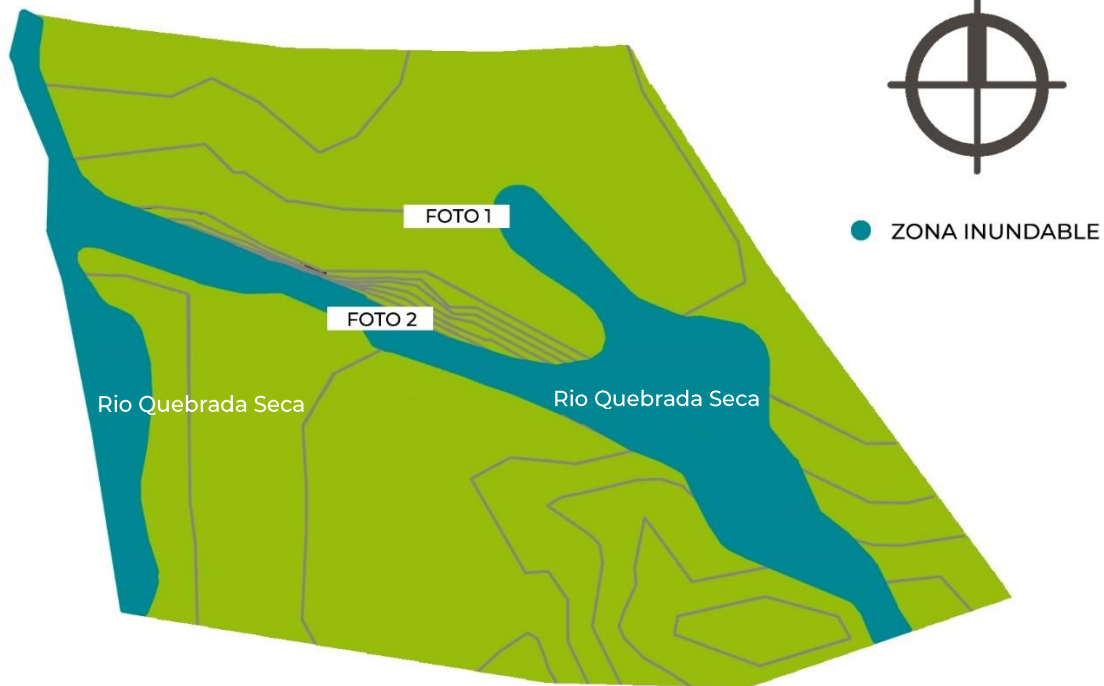 FOTO 1
ZONA INUNDABLE
FOTO 2
Rio Quebrada Seca
Rio Quebrada Seca